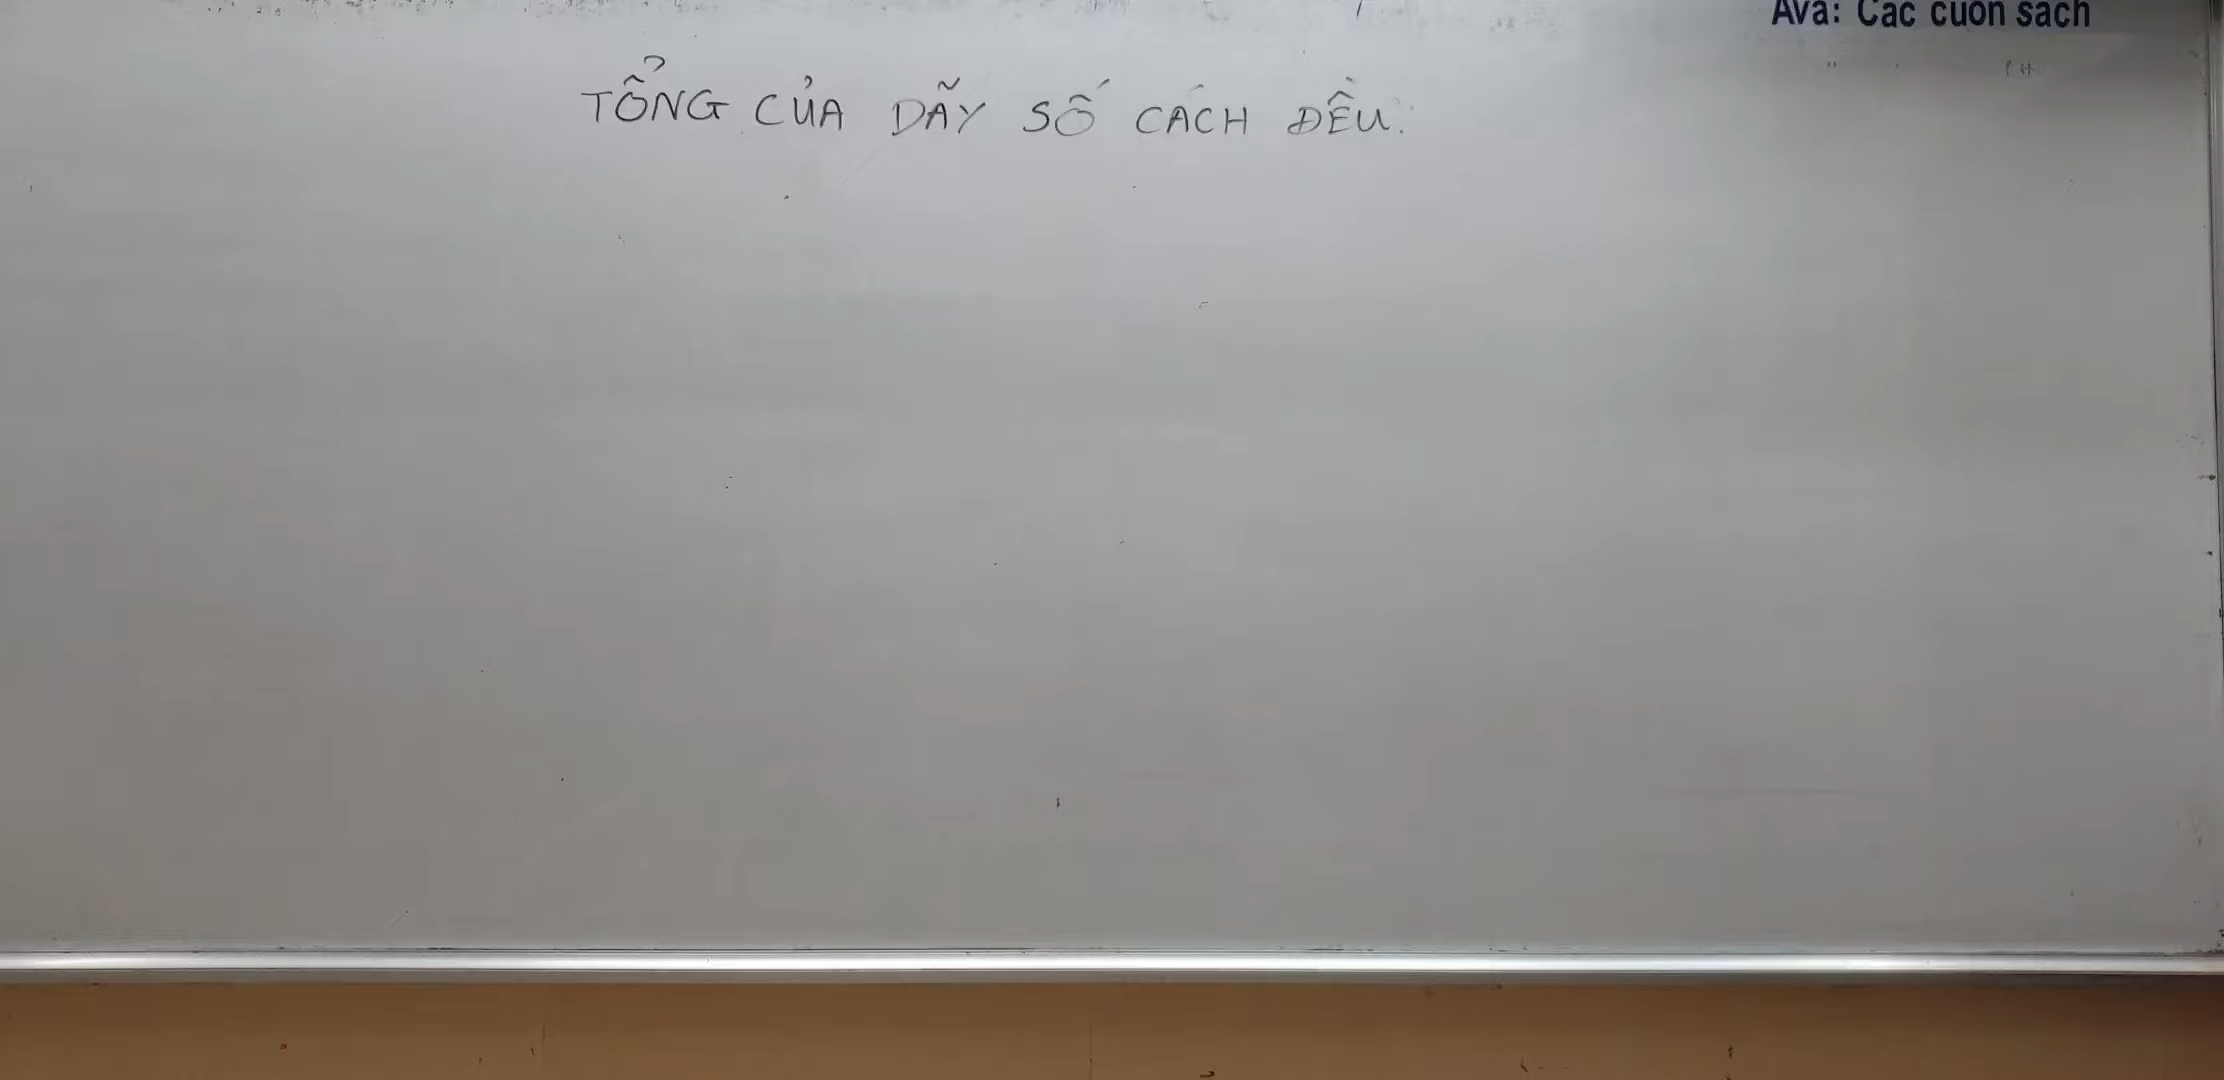 Ava: Các cuốn sách
TỔNG CỦA DÃY SỐ CÁCH ĐỀU.